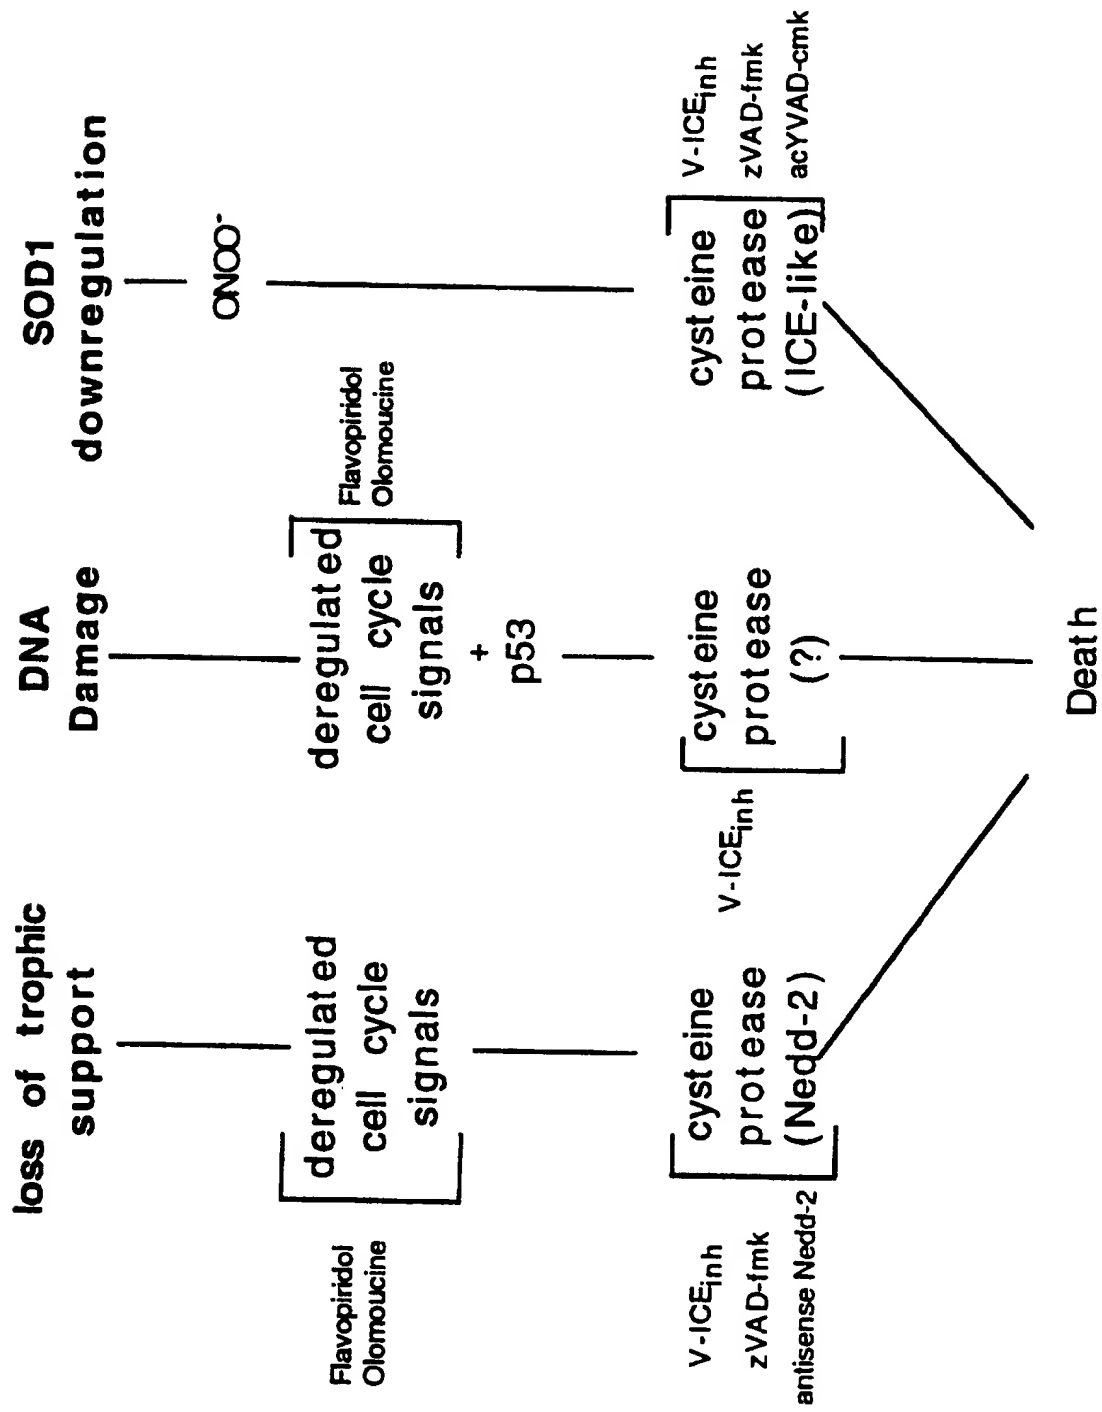 loss of trophic
support
DNA
Damage
SOD1
downregulation
ONOO-
Flavopiridol
Olomoucine
deregulated
cell cycle
signals
deregulated
cell cycle
signals
+
p53
Flavopiridol
Olomoucine
V-ICEinh
zVAD-fmk
antisense Nedd-2
cysteine
protease
(Nedd-2)
V-ICEinh
cysteine
protease
(?)
cysteine
protease
(ICE-like)
V-ICEinh
zVAD-fmk
acYVAD-cmk
Death